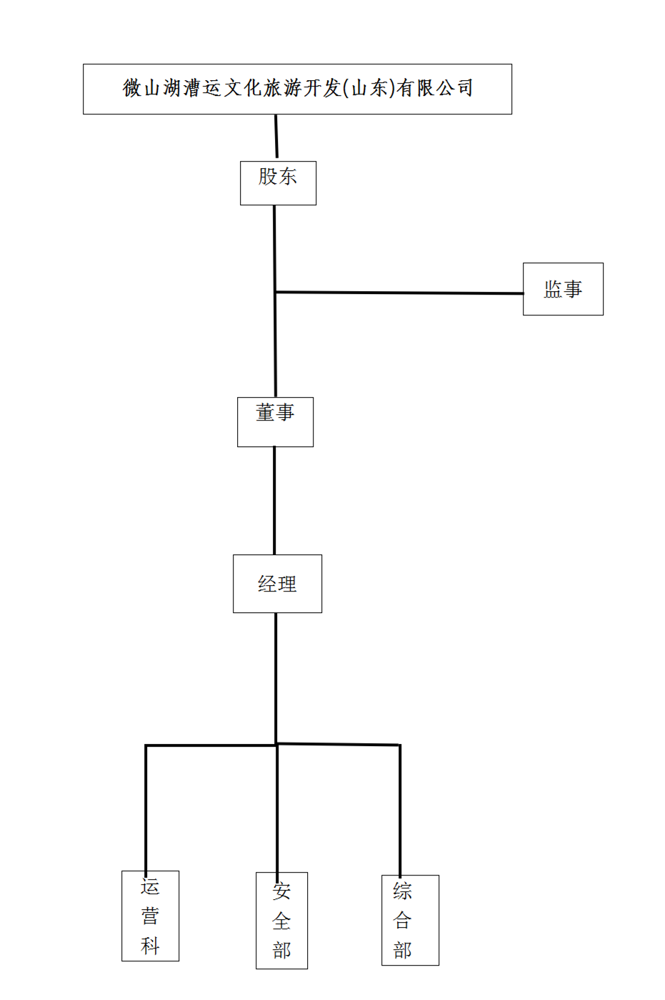 微山湖漕运文化旅游开发(山东)有限公司
股东
监事
董事
经理
运营科
安全部
综合部